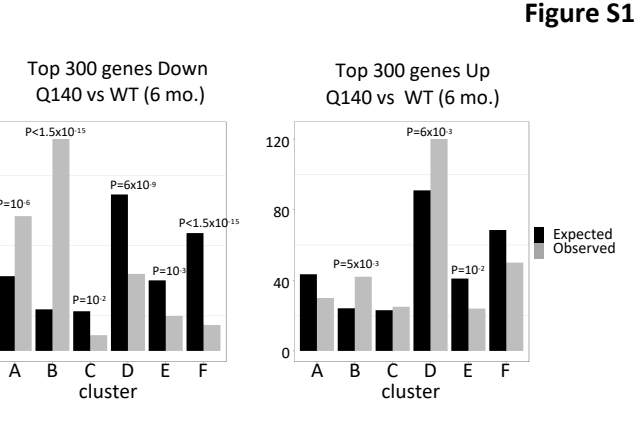 Figure S1
Top 300 genes Down
Q140 vs WT (6 mo.)
P<1.5x10-15
P=10-6
P=6x10-9
P<1.5x10-15
P=10-2
P=10-3
A B C D E F
cluster
Top 300 genes Up
Q140 vs WT (6 mo.)
120
80
40
0
P=6x10-3
P=5x10-3
P=10-2
A B C D E F
cluster
Expected
Observed